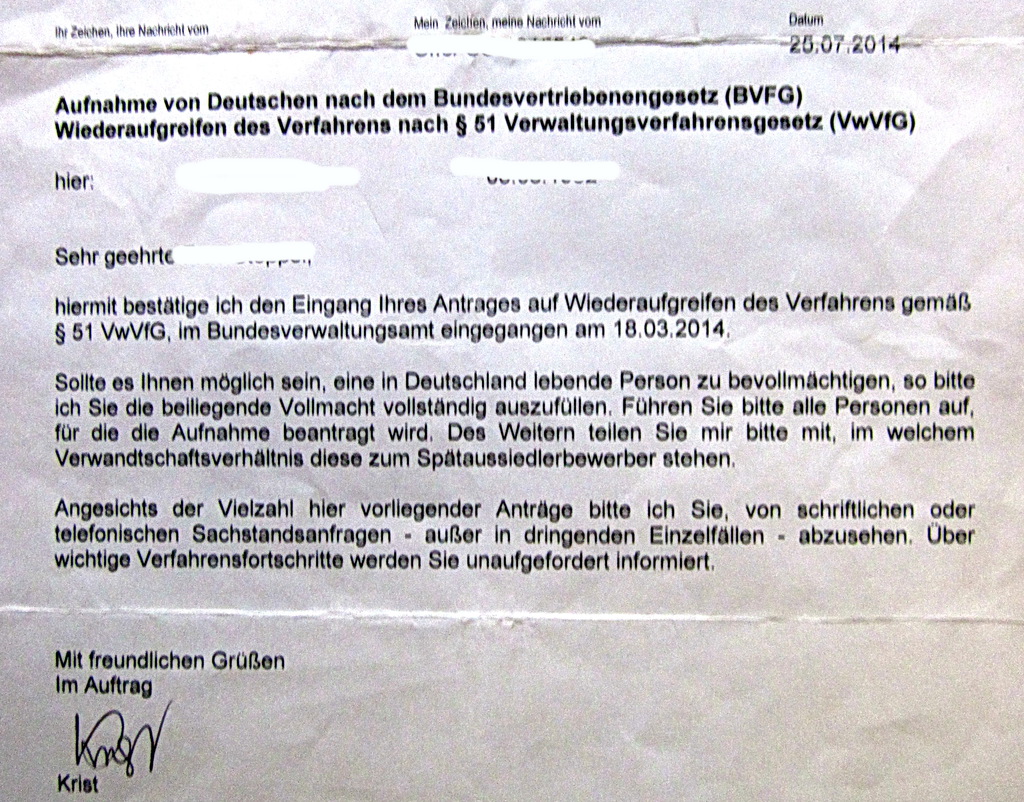 Ihr Zeichen, Ihre Nachricht vom
Mein Zeichen, meine Nachricht vom
Datum
25.07.2014
Aufnahme von Deutschen nach dem Bundesvertriebenengesetz (BVFG)
Wiederaufgreifen des Verfahrens nach § 51 Verwaltungsverfahrensgesetz (VwVfG)
hier:
Sehr geehrte
hiermit bestätige ich den Eingang Ihres Antrages auf Wiederaufgreifen des Verfahrens gemäß
§ 51 VwVfG, im Bundesverwaltungsamt eingegangen am 18.03.2014.
Sollte es Ihnen möglich sein, eine in Deutschland lebende Person zu bevollmächtigen, so bitte
ich Sie die beiliegende Vollmacht vollständig auszufüllen. Führen Sie bitte alle Personen auf,
für die die Aufnahme beantragt wird. Des Weitern teilen Sie mir bitte mit, im welchem
Verwandtschaftsverhältnis diese zum Spätaussiedlerbewerber stehen.
Angesichts der Vielzahl hier vorliegender Anträge bitte ich Sie, von schriftlichen oder
telefonischen Sachstandsanfragen - außer in dringenden Einzelfällen - abzusehen. Über
wichtige Verfahrensfortschritte werden Sie unaufgefordert informiert.
Mit freundlichen Grüßen
Im Auftrag
Krist